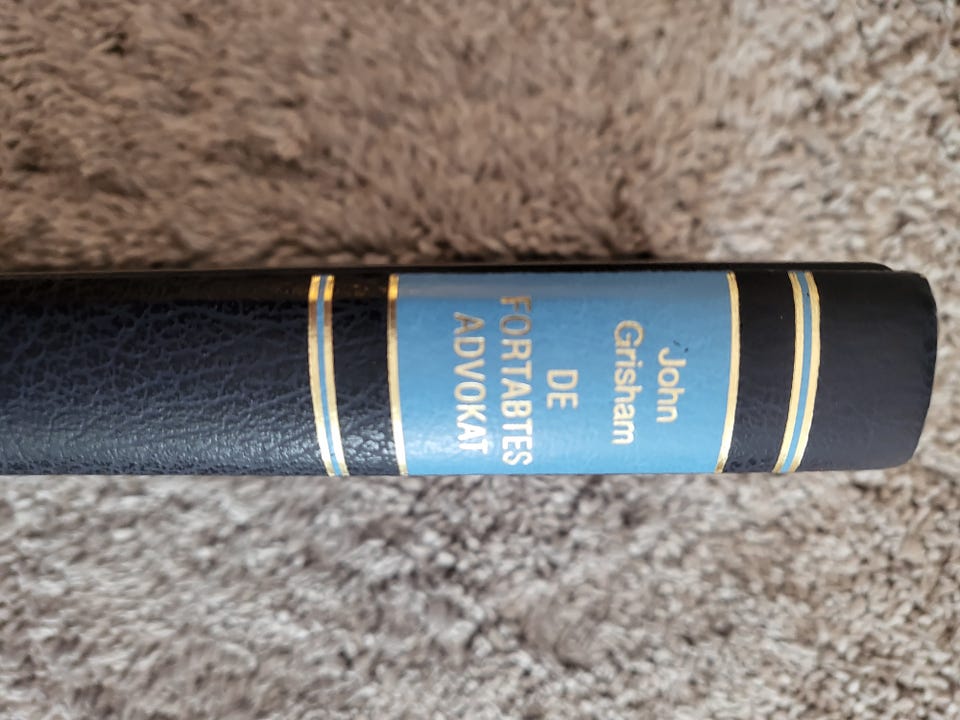 John
Grisham
DE
FORTABTES
ADVOKAT